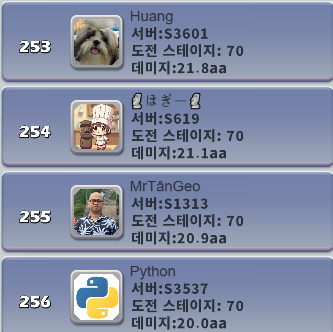 253
Huang
서버:S3601
도전 스테이지: 70
데미지:21.8aa
254
ほぎー
서버:S619
도전 스테이지: 70
데미지:21.1aa
255
MrTânGeo
서버:S1313
도전 스테이지: 70
데미지:20.9aa
256
Python
서버:S3537
도전 스테이지: 70
데미지:20.0aa